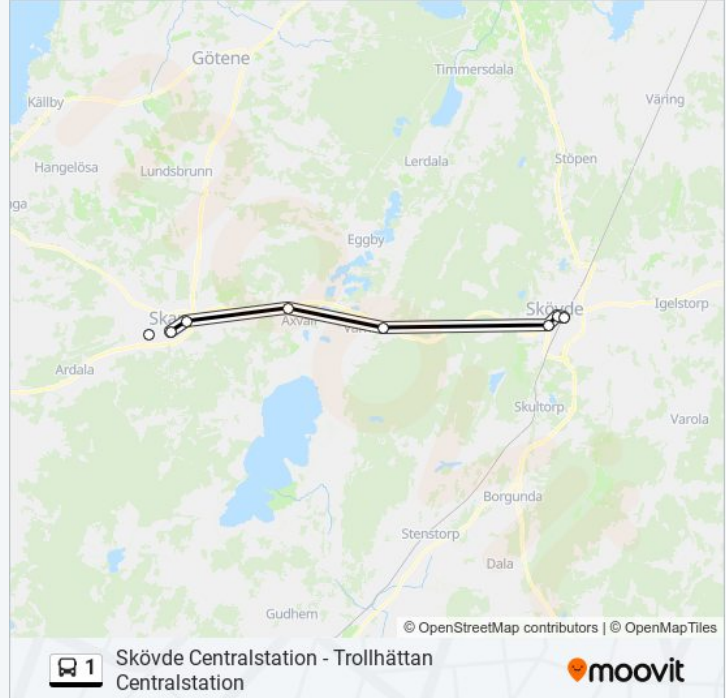 Götene
Timmersdala
Källby
Väring
Hangelösa
Lundsbrunn
Lerdala
Stöpen
Eggby
Skövde
Igelstorp
Axvall
Ardala
Skultorp
Varola
Borgunda
Stenstorp
Dala
Gudhem
© OpenStreetMap contributors | © OpenMapTiles
1
Skövde Centralstation - Trollhättan
Centralstation
moovit